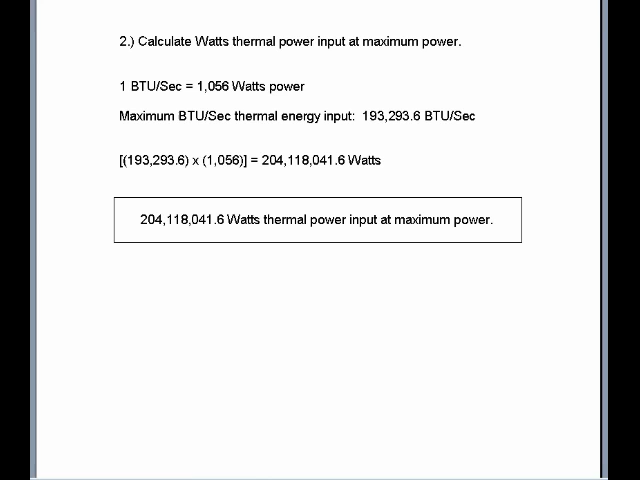 2.) Calculate Watts thermal power input at maximum power.
1 BTU/Sec = 1,056 Watts power
Maximum BTU/Sec thermal energy input: 193,293.6 BTU/Sec
[(193,293.6) x (1,056)] = 204,118,041.6 Watts
204,118,041.6 Watts thermal power input at maximum power.